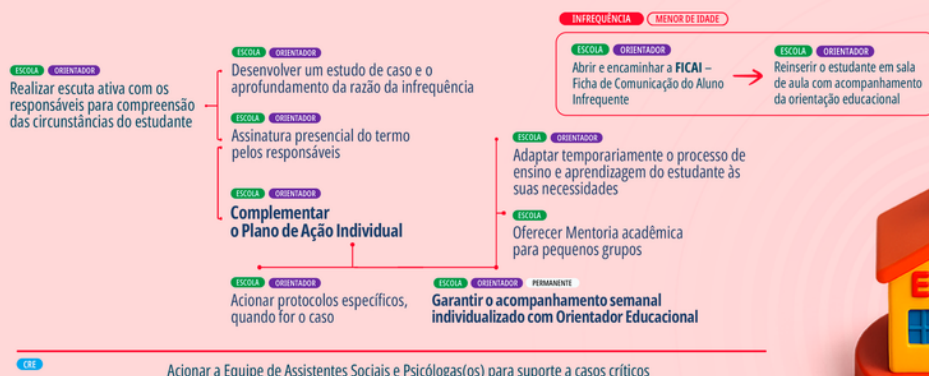 INFREQUÊNCIA MENOR DE IDADE
ESCOLA ORIENTADOR
Abrir e encaminhar a FICAI –
Ficha de Comunicação do Aluno
Infrequente
ESCOLA ORIENTADOR
Reinserir o estudante em sala
de aula com acompanhamento
da orientação educacional
ESCOLA ORIENTADOR
Realizar escuta ativa com os
responsáveis para compreensão
das circunstâncias do estudante
ESCOLA ORIENTADOR
Desenvolver um estudo de caso e o
aprofundamento da razão da infrequência
ESCOLA ORIENTADOR
Assinatura presencial do termo
pelos responsáveis
ESCOLA ORIENTADOR
Complementar
o Plano de Ação Individual
ESCOLA ORIENTADOR
Adaptar temporariamente o processo de
ensino e aprendizagem do estudante às
suas necessidades
ESCOLA
Oferecer Mentoria acadêmica
para pequenos grupos
ESCOLA ORIENTADOR
Acionar protocolos específicos,
quando for o caso
ESCOLA ORIENTADOR PERMANENTE
Garantir o acompanhamento semanal
individualizado com Orientador Educacional
CRE
Acionar a Equipe de Assistentes Sociais e Psicólogas(os) para suporte a casos críticos